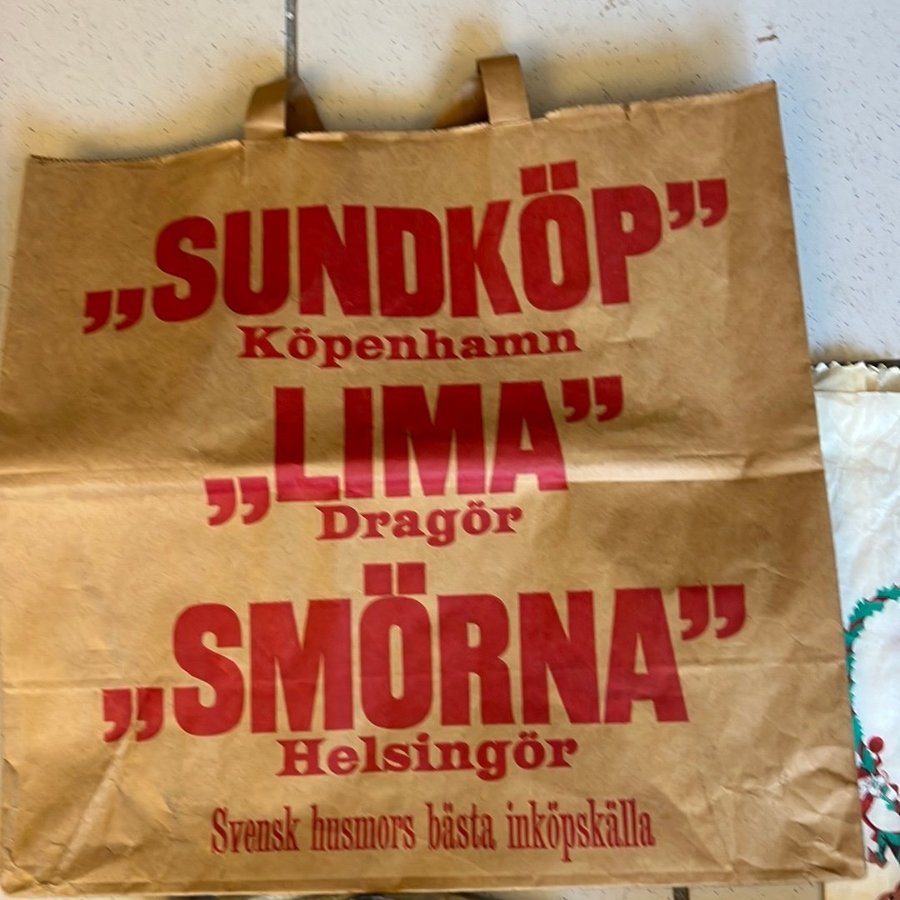 „SUNDKÖP”
Köpenhamn
„LIMA”
Dragör
„SMÖRNA”
Helsingör
Svensk husmors bästa inköpskälla